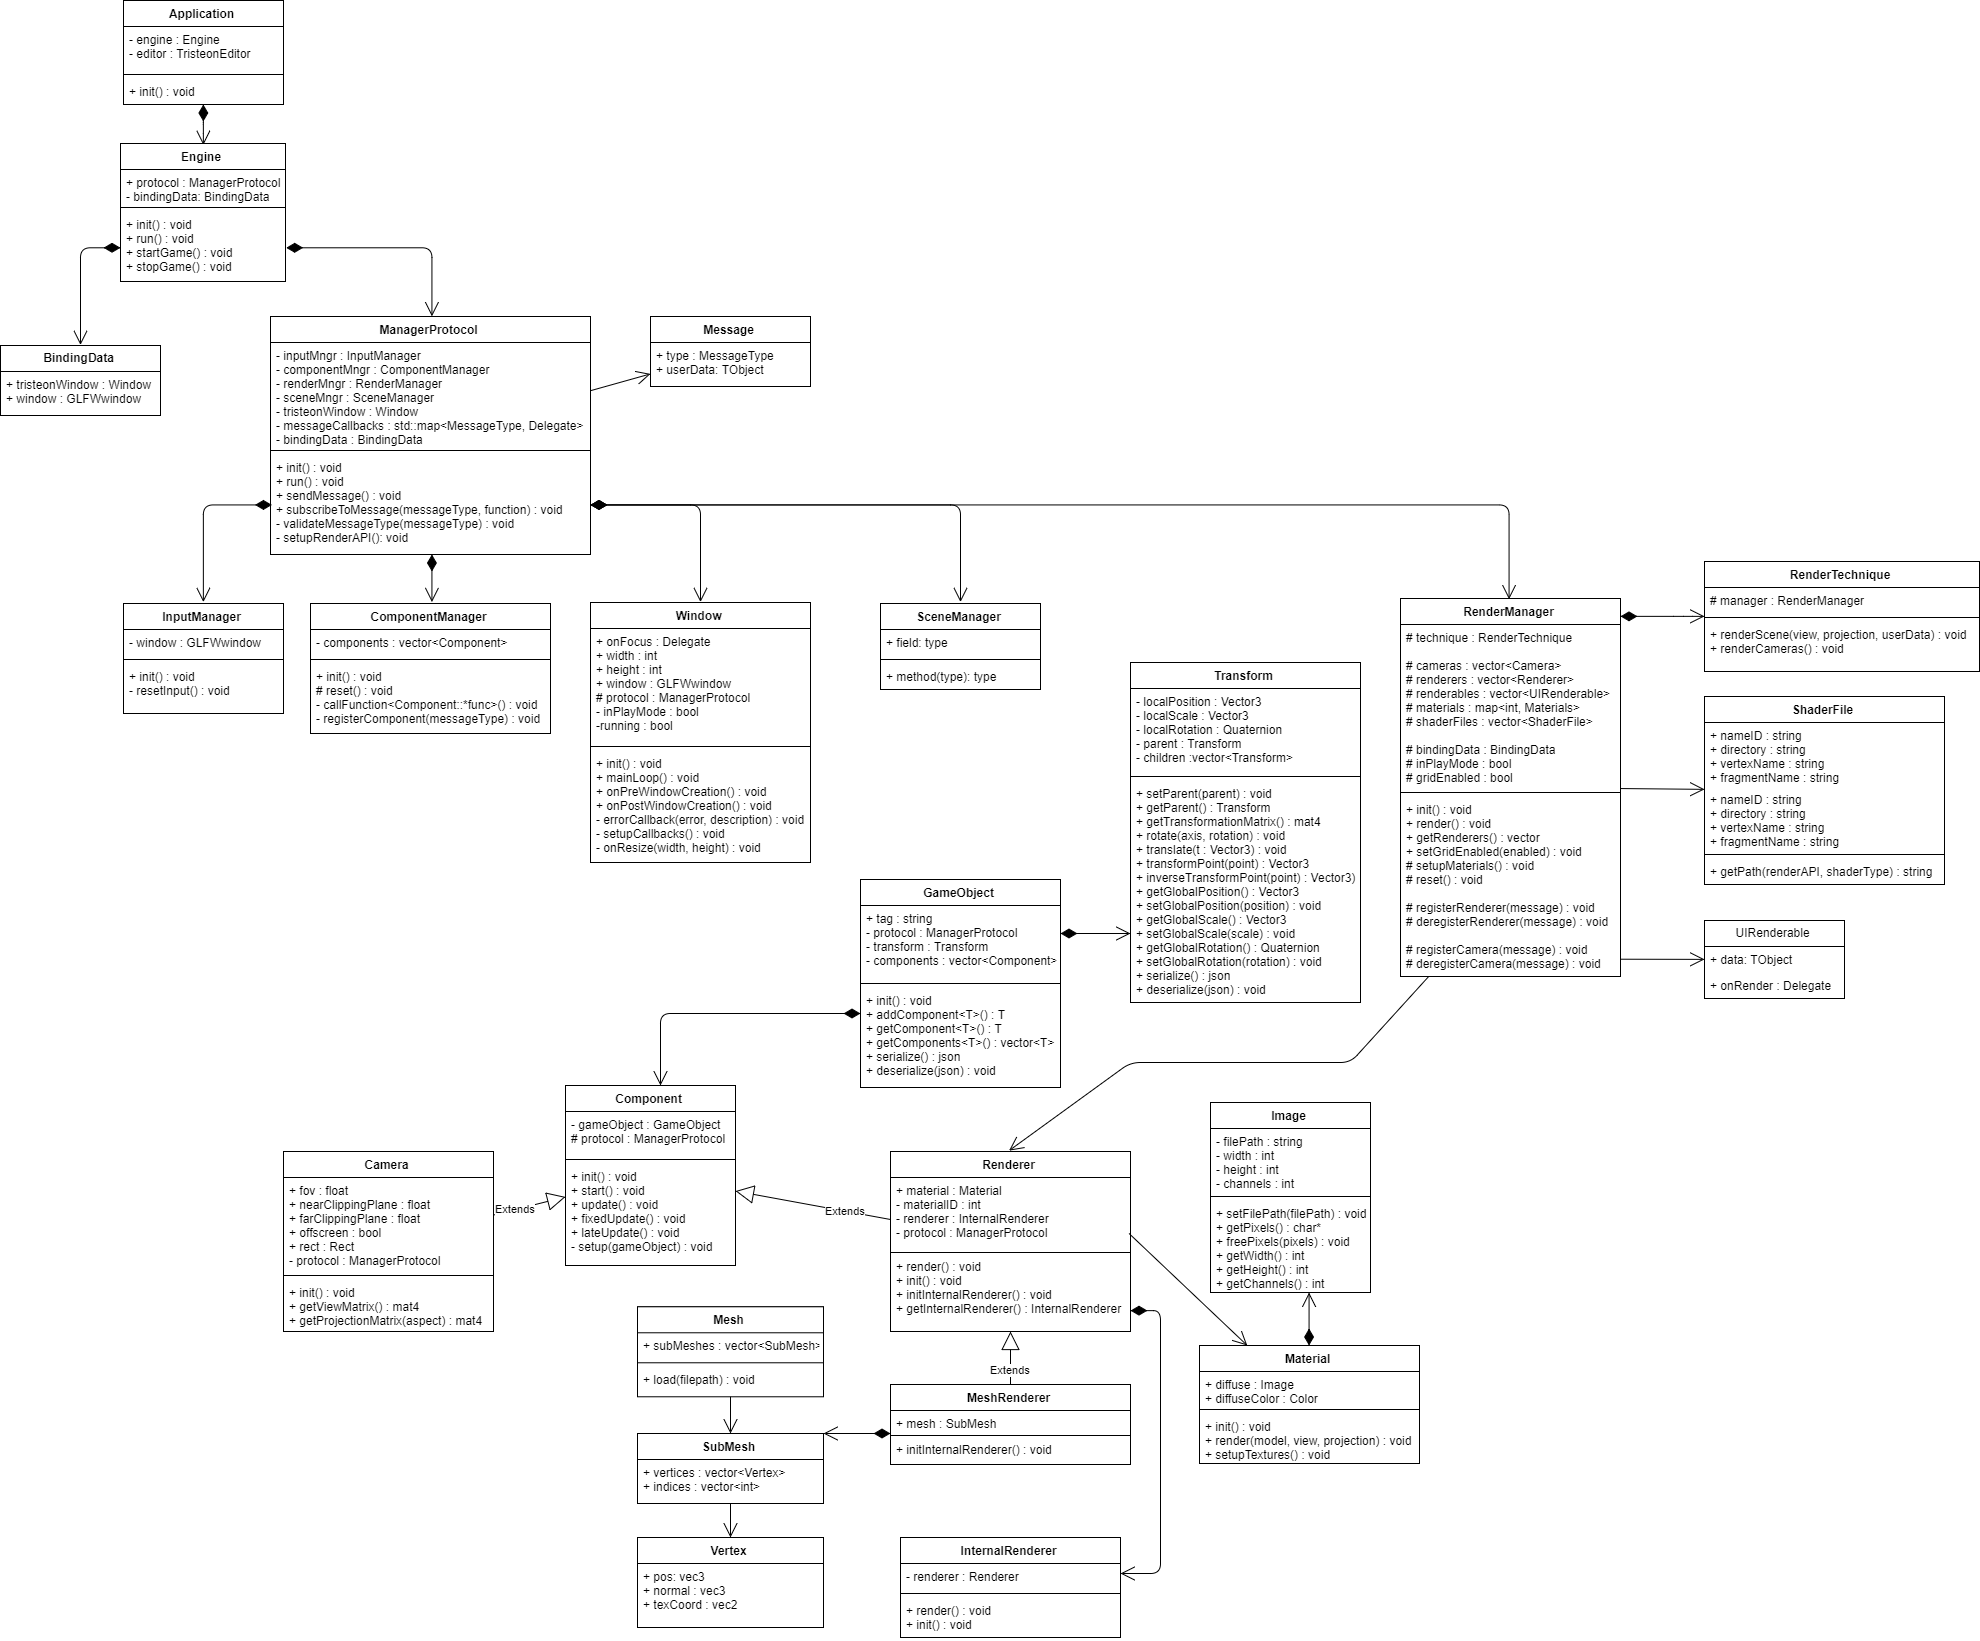 Application
- engine : Engine
- editor : TristeonEditor
+ init() : void
Engine
+ protocol : ManagerProtocol
- bindingData: BindingData
+ init() : void
+ run() : void
+ startGame() : void
+ stopGame() : void
BindingData
+ tristeonWindow : Window
+ window : GLFWwindow
ManagerProtocol
- inputMngr : InputManager
- componentMngr : ComponentManager
- renderMngr : RenderManager
- sceneMngr : SceneManager
- tristeonWindow : Window
- messageCallbacks : std::map<MessageType, Delegate>
- bindingData : BindingData
+ init() : void
+ run() : void
+ sendMessage() : void
+ subscribeToMessage(messageType, function) : void
- validateMessageType(messageType) : void
- setupRenderAPI(): void
Message
+ type : MessageType
+ userData: TObject
InputManager
- window : GLFWwindow
+ init() : void
- resetInput() : void
ComponentManager
- components : vector<Component>
+ init() : void
# reset() : void
- callFunction<Component::*func>() : void
- registerComponent(messageType) : void
Window
+ onFocus : Delegate
+ width : int
+ height : int
+ window : GLFWwindow
# protocol : ManagerProtocol
- inPlayMode : bool
-running : bool
+ init() : void
+ mainLoop() : void
+ onPreWindowCreation() : void
+ onPostWindowCreation() : void
- errorCallback(error, description) : void
- setupCallbacks() : void
- onResize(width, height) : void
SceneManager
+ field: type
+ method(type): type
RenderManager
# technique : RenderTechnique
# cameras : vector<Camera>
# renderers : vector<Renderer>
# renderables : vector<UIRenderable>
# materials : map<int, Materials>
# shaderFiles : vector<ShaderFile>
# bindingData : BindingData
# inPlayMode : bool
# gridEnabled : bool
+ init() : void
+ render() : void
+ getRenderers() : vector
+ setGridEnabled(enabled) : void
# setupMaterials() : void
# reset() : void
# registerRenderer(message) : void
# deregisterRenderer(message) : void
# registerCamera(message) : void
# deregisterCamera(message) : void
RenderTechnique
# manager : RenderManager
+ renderScene(view, projection, userData) : void
+ renderCameras() : void
ShaderFile
+ nameID : string
+ directory : string
+ vertexName : string
+ fragmentName : string
+ nameID : string
+ directory : string
+ vertexName : string
+ fragmentName : string
+ getPath(renderAPI, shaderType) : string
UIRenderable
+ data: TObject
+ onRender : Delegate
Transform
- localPosition : Vector3
- localScale : Vector3
- localRotation : Quaternion
- parent : Transform
- children :vector<Transform>
+ setParent(parent) : void
+ getParent() : Transform
+ getTransformationMatrix() : mat4
+ rotate(axis, rotation) : void
+ translate(t : Vector3) : void
+ transformPoint(point) : Vector3
+ inverseTransformPoint(point) : Vector3)
+ getGlobalPosition() : Vector3
+ setGlobalPosition(position) : void
+ getGlobalScale() : Vector3
+ setGlobalScale(scale) : void
+ getGlobalRotation() : Quaternion
+ setGlobalRotation(rotation) : void
+ serialize() : json
+ deserialize(json) : void
GameObject
+ tag : string
- protocol : ManagerProtocol
- transform : Transform
- components : vector<Component>
+ init() : void
+ addComponent<T>() : T
+ getComponent<T>() : T
+ getComponents<T>() : vector<T>
+ serialize() : json
+ deserialize(json) : void
Component
- gameObject : GameObject
# protocol : ManagerProtocol
+ init() : void
+ start() : void
+ update() : void
+ fixedUpdate() : void
+ lateUpdate() : void
- setup(gameObject) : void
Camera
+ fov : float
+ nearClippingPlane : float
+ farClippingPlane : float
+ offscreen : bool
+ rect : Rect
- protocol : ManagerProtocol
+ init() : void
+ getViewMatrix() : mat4
+ getProjectionMatrix(aspect) : mat4
Extends
Extends
Renderer
+ material : Material
- materialID : int
- renderer : InternalRenderer
- protocol : ManagerProtocol
+ render() : void
+ init() : void
+ initInternalRenderer() : void
+ getInternalRenderer() : InternalRenderer
Image
- filePath : string
- width : int
- height : int
- channels : int
+ setFilePath(filePath) : void
+ getPixels() : char*
+ freePixels(pixels) : void
+ getWidth() : int
+ getHeight() : int
+ getChannels() : int
Mesh
+ subMeshes : vector<SubMesh>
+ load(filepath) : void
Extends
MeshRenderer
+ mesh : SubMesh
+ initInternalRenderer() : void
Material
+ diffuse : Image
+ diffuseColor : Color
+ init() : void
+ render(model, view, projection) : void
+ setupTextures() : void
SubMesh
+ vertices : vector<Vertex>
+ indices : vector<int>
Vertex
+ pos: vec3
+ normal : vec3
+ texCoord : vec2
InternalRenderer
- renderer : Renderer
+ render() : void
+ init() : void